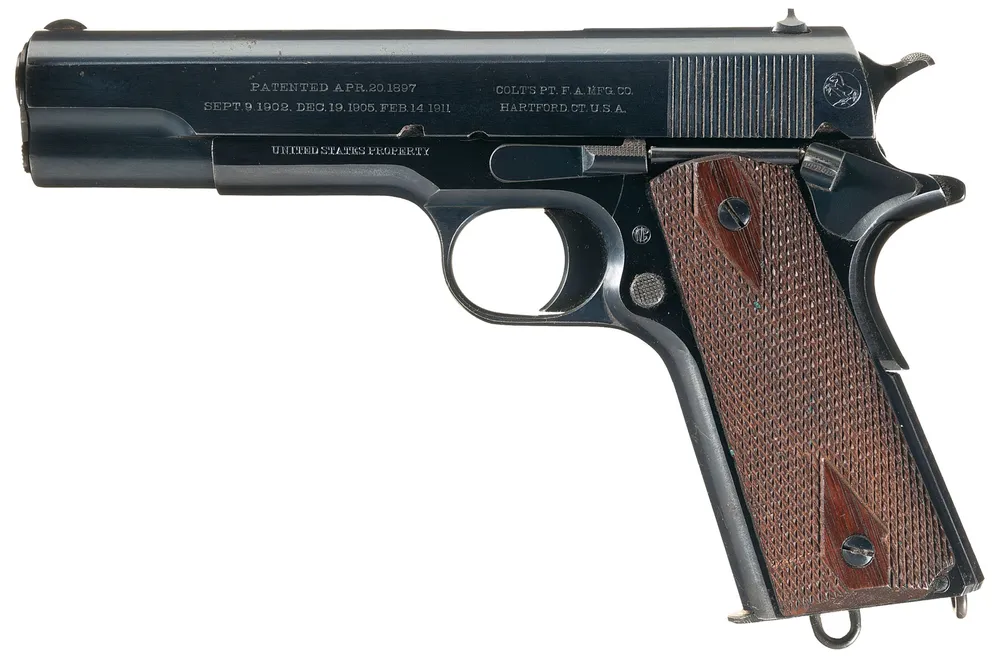 PATENTED APR.20.1897
SEPT.9.1902. DEC.19.1905. FEB.14.1911
COLT'S PT. F. A. MFG. CO.
HARTFORD. CT. U.S.A.
UNITED STATES PROPERTY